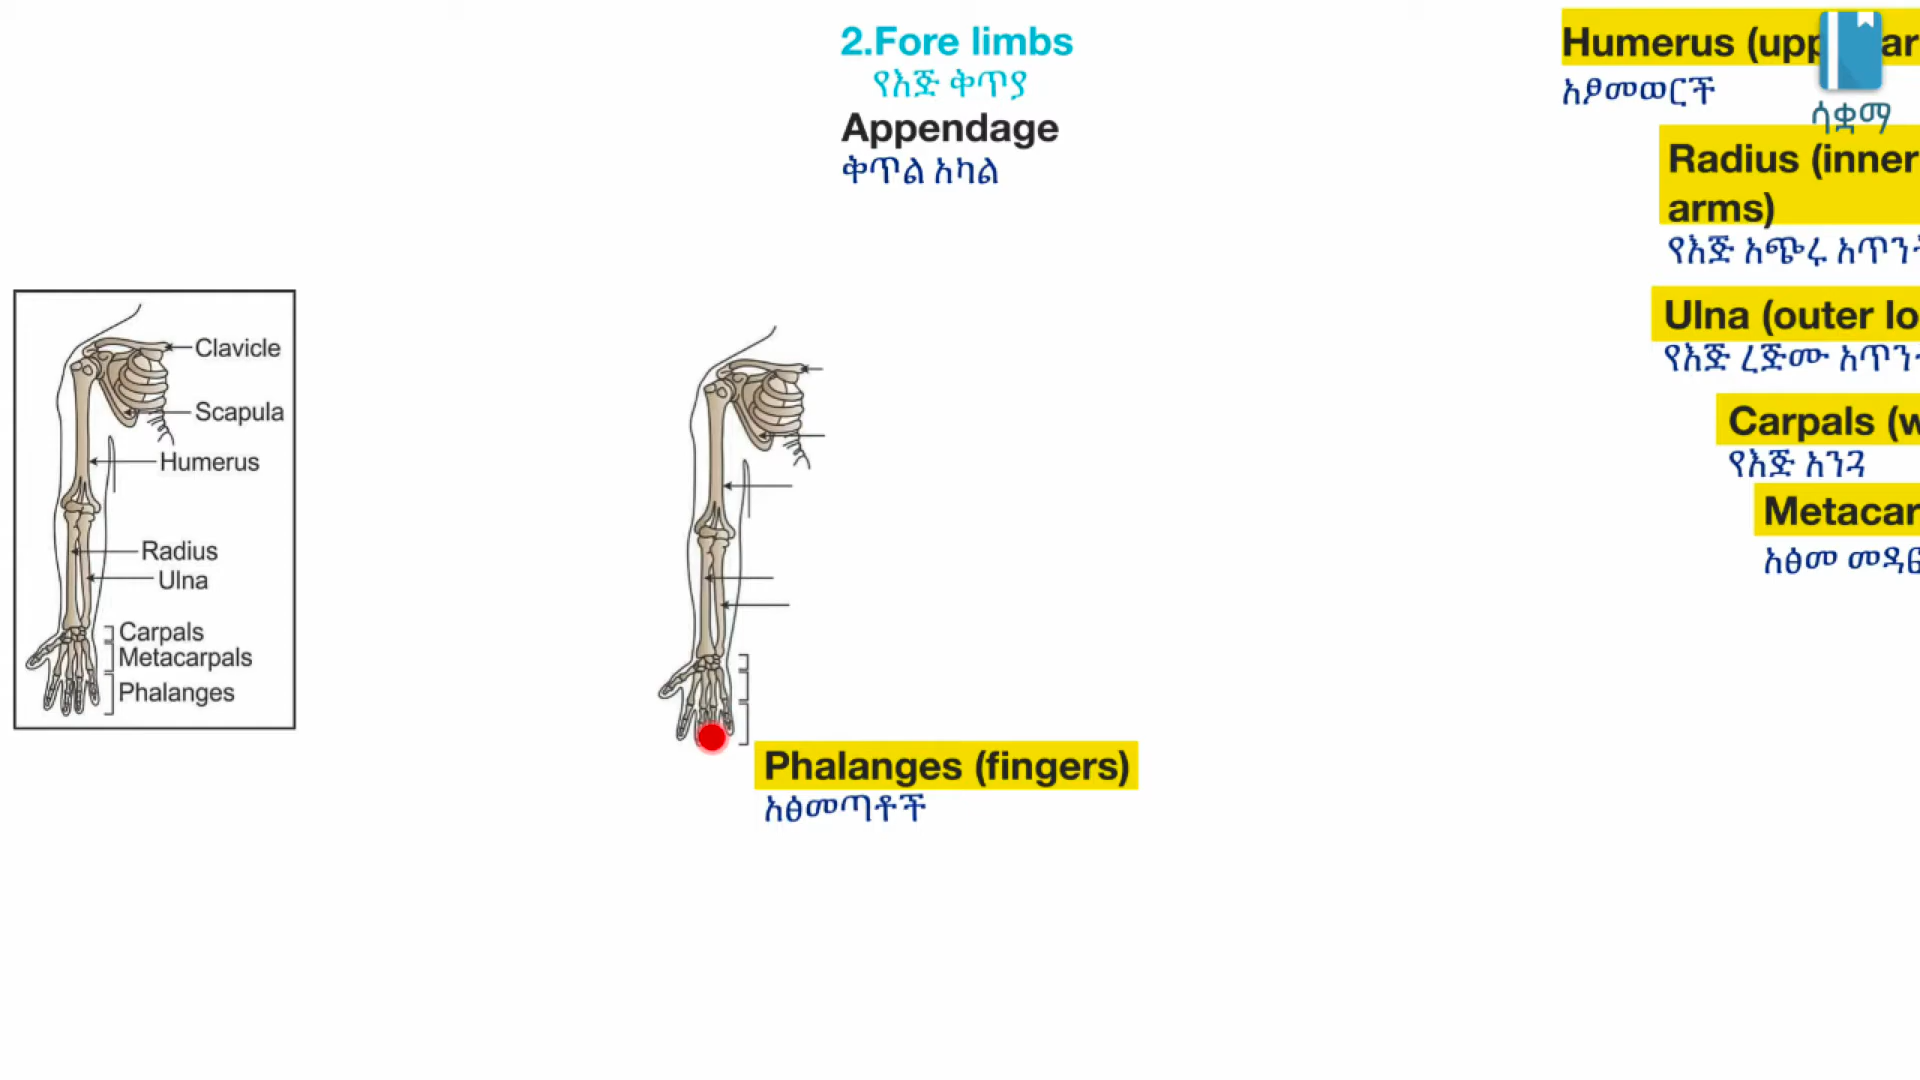 2.Fore limbs
የእጅ ቅጥያ
Appendage
ቅጥል አካል
Clavicle
Scapula
Humerus
Radius
Ulna
Carpals
Metacarpals
Phalanges
Phalanges (fingers)
አፅመጣቶች
Humerus (upp
አፆመወርች
ሳቋማ
Radius (inner
arms)
የእጅ አጭሩ አጥን
Ulna (outer lo
የእጅ ረጅሙ አጥን
Carpals (w
የእጅ አንጓ
Metacar
አፅመ መዳፍ